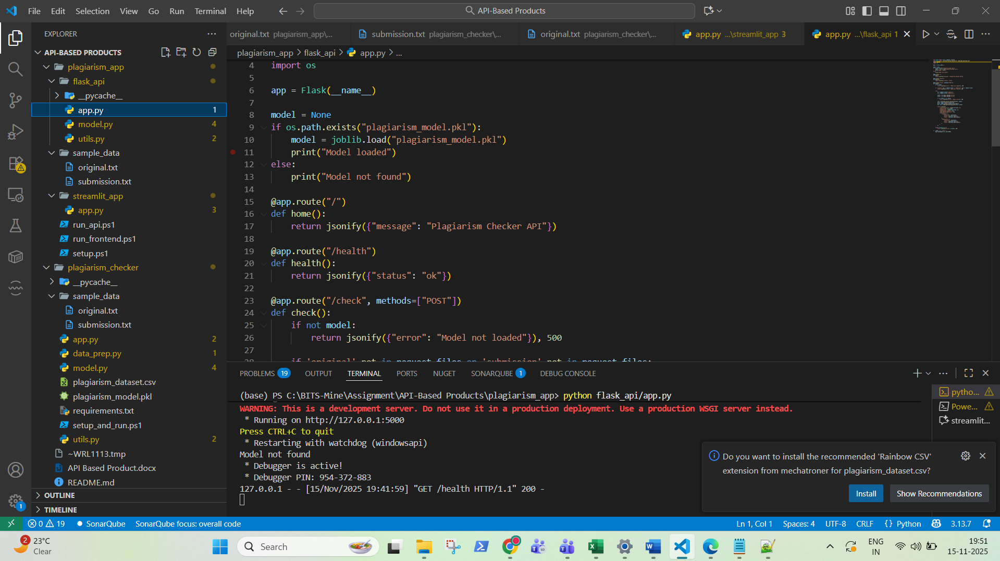 File Edit Selection View Go Run Terminal Help
API-Based Products
EXPLORER
API-BASED PRODUCTS
plagiarism_app
flask_api
__pycache__
app.py 1
model.py 4
utils.py 2
sample_data
original.txt
submission.txt
streamlit_app
app.py 3
run_api.ps1
run_frontend.ps1
setup.ps1
plagiarism_checker
__pycache__
sample_data
original.txt
submission.txt
app.py 2
data_prep.py 1
model.py 4
plagiarism_dataset.csv
plagiarism_model.pkl
requirements.txt
setup_and_run.ps1
utils.py 2
~WRL1113.tmp
API Based Product.docx
README.md
OUTLINE
TIMELINE
original.txt plagiarism_app\... submission.txt plagiarism_checker\... original.txt plagiarism_checker\... app.py ...\streamlit_app 3 app.py ...\flask_api 1
plagiarism_app > flask_api > app.py > ...
4 import os
5
6 app = Flask(__name__)
7
8 model = None
9 if os.path.exists("plagiarism_model.pkl"):
10 model = joblib.load("plagiarism_model.pkl")
11 print("Model loaded")
12 else:
13 print("Model not found")
14
15 @app.route("/")
16 def home():
17 return jsonify({"message": "Plagiarism Checker API"})
18
19 @app.route("/health")
20 def health():
21 return jsonify({"status": "ok"})
22
23 @app.route("/check", methods=["POST"])
24 def check():
25 if not model:
26 return jsonify({"error": "Model not loaded"}), 500
27
28 if 'original' not in request.files or 'submission' not in request.files:
PROBLEMS 19 OUTPUT TERMINAL PORTS NUGET SONARQUBE 1 DEBUG CONSOLE
(base) PS C:\BITS-Mine\Assignment\API-Based Products\plagiarism_app> python flask_api/app.py
WARNING: This is a development server. Do not use it in a production deployment. Use a production WSGI server instead.
* Running on http://127.0.0.1:5000
Press CTRL+C to quit
* Restarting with watchdog (windowsapi)
Model not found
* Debugger is active!
* Debugger PIN: 954-372-883
127.0.0.1 - - [15/Nov/2025 19:41:59] "GET /health HTTP/1.1" 200 -
pytho...
Powe...
streamlit...
Do you want to install the recommended 'Rainbow CSV'
extension from mechatroner for plagiarism_dataset.csv?
Install Show Recommendations
1
0 19 SonarQube SonarQube focus: overall code Ln 1, Col 1 Spaces: 4 UTF-8 CRLF {} Python 3.13.7
2 23°C
Clear
Search
ENG
IN
19:51
15-11-2025